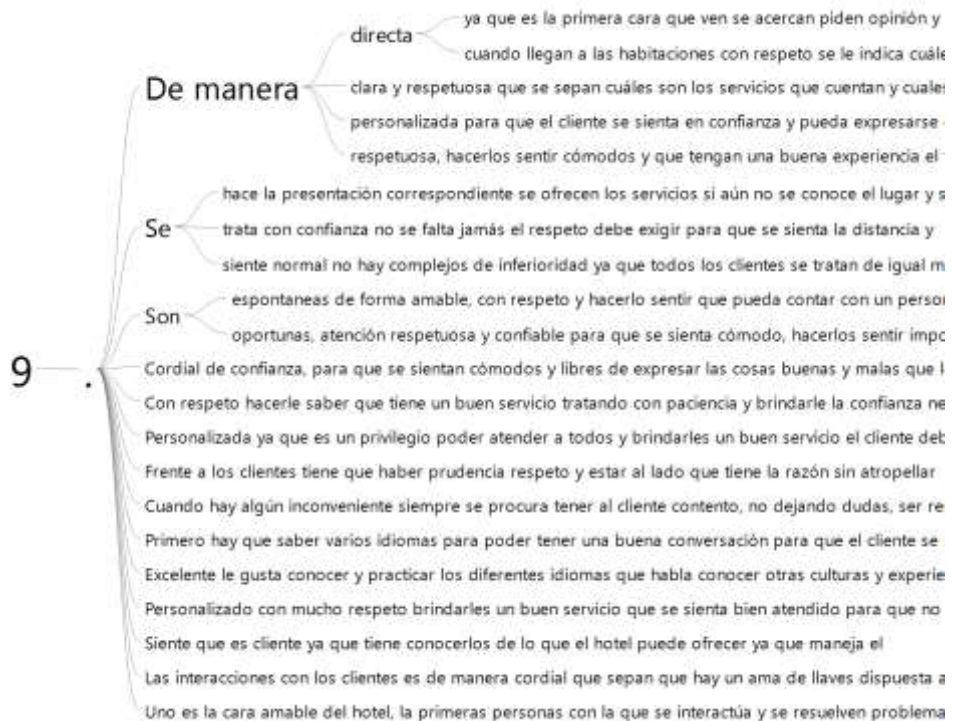 directa
ya que es la primera cara que ven se acercan piden opinión y
cuando llegan a las habitaciones con respeto se le indica
De manera
clara y respetuosa que se sepan cuáles son los servicios que cuentan y cuales
personalizada para que el cliente se sienta en confianza y pueda expresarse
respetuosa, hacerlos sentir cómodos y que tengan una buena experiencia el
hace la presentación correspondiente se ofrecen los servicios si aún no se conoce el lugar y
Se
trata con confianza no se falta jamás el respeto debe exigir para que se sienta la distancia y
siente normal no hay complejos de inferioridad ya que todos los clientes se tratan de igual
espontaneas de forma amable, con respeto y hacerlo sentir que pueda contar con un
Son
oportunas, atención respetuosa y confiable para que se sienta cómodo, hacerlos sentir
9 .
Cordial de confianza, para que se sientan cómodos y libres de expresar las cosas buenas y malas que
Con respeto hacerle saber que tiene un buen servicio tratando con paciencia y brindarle la confianza
Personalizada ya que es un privilegio poder atender a todos y brindarles un buen servicio el cliente
Frente a los clientes tiene que haber prudencia respeto y estar al lado que tiene la razón sin atropellar
Cuando hay algún inconveniente siempre se procura tener al cliente contento, no dejando dudas, ser
Primero hay que saber varios idiomas para poder tener una buena conversación para que el cliente se
Excelente le gusta conocer y practicar los diferentes idiomas que habla conocer otras culturas y
Personalizado con mucho respeto brindarles un buen servicio que se sienta bien atendido para que no
Siente que es cliente ya que tiene conocerlos de lo que el hotel puede ofrecer ya que maneja el
Las interacciones con los clientes es de manera cordial que sepan que hay un ama de llaves dispuesta a
Uno es la cara amable del hotel, la primeras personas con la que se interactúa y se resuelven